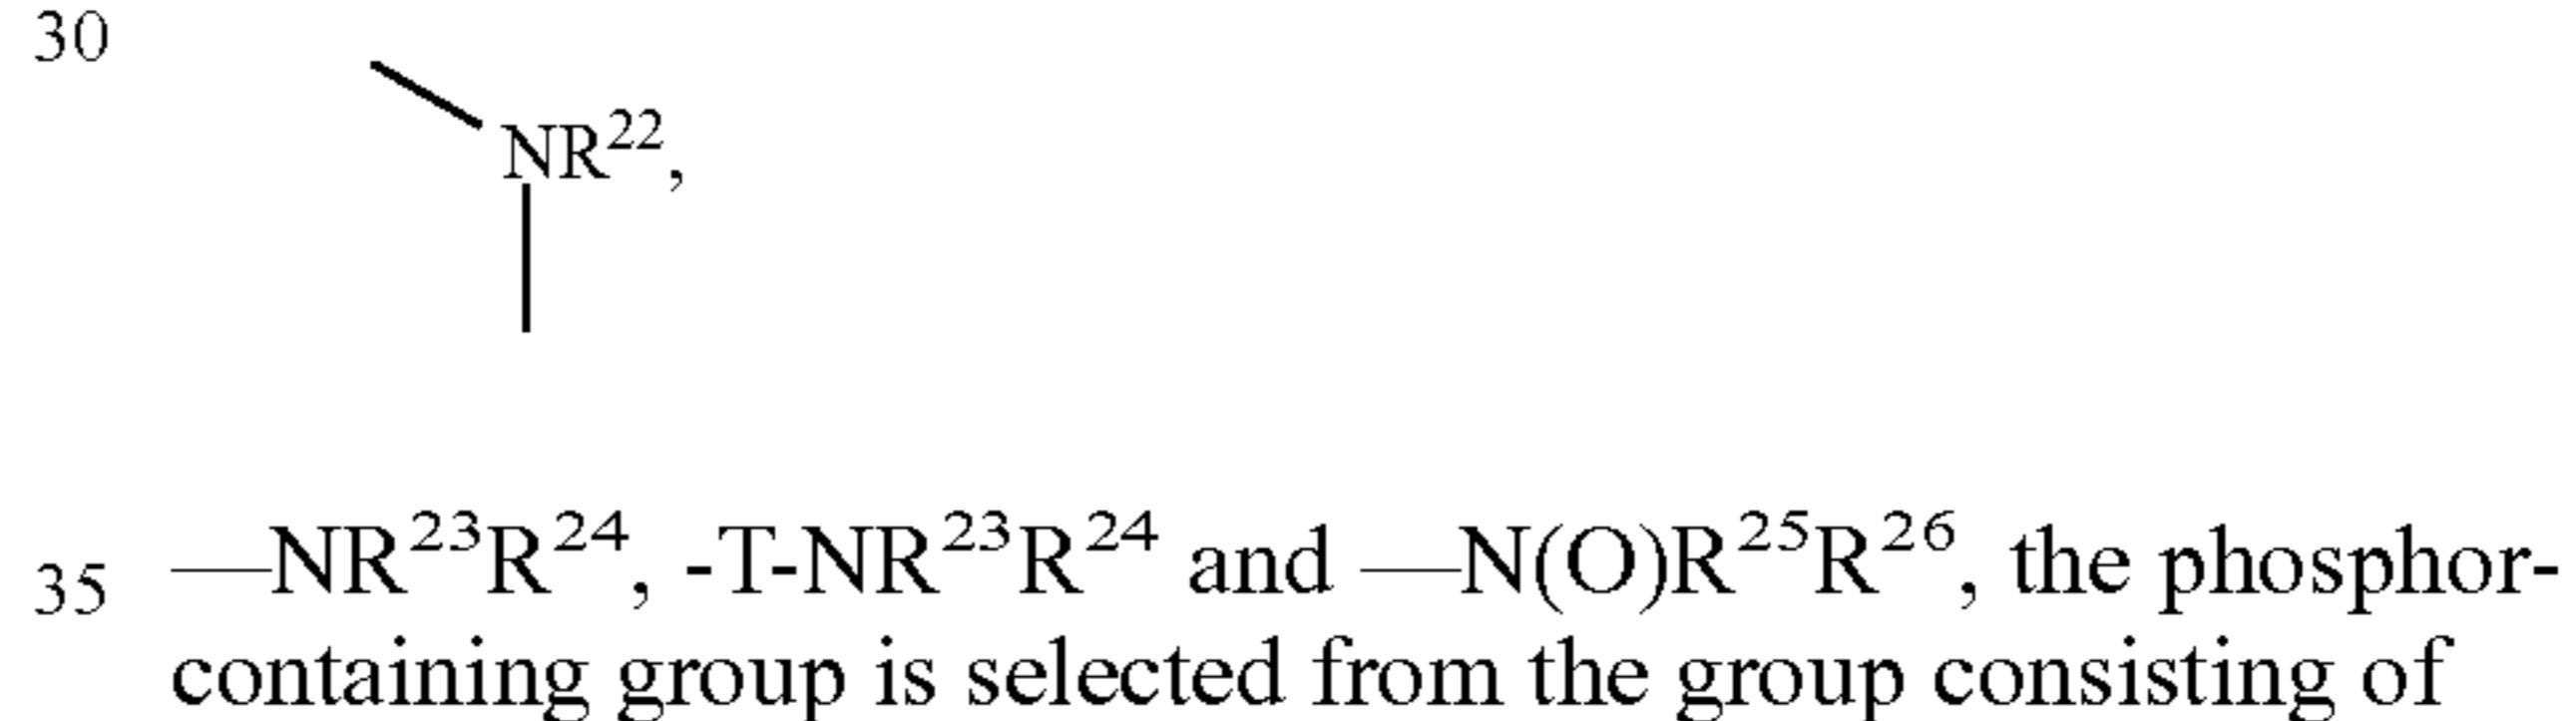 30
NR²²,
35 —NR²³R²⁴, -T-NR²³R²⁴ and —N(O)R²⁵R²⁶, the phosphor-
containing group is selected from the group consisting of